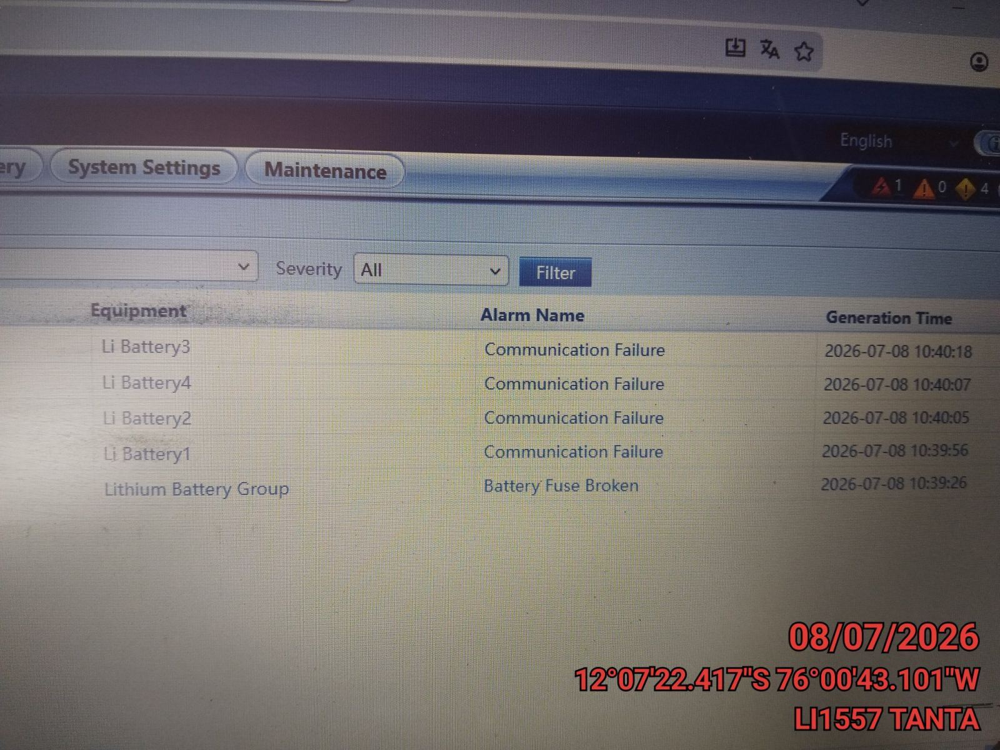 English
System Settings Maintenance
1 0 4
Severity All Filter
Equipment Alarm Name Generation Time
Li Battery3 Communication Failure 2026-07-08 10:40:18
Li Battery4 Communication Failure 2026-07-08 10:40:07
Li Battery2 Communication Failure 2026-07-08 10:40:05
Li Battery1 Communication Failure 2026-07-08 10:39:56
Lithium Battery Group Battery Fuse Broken 2026-07-08 10:39:26
08/07/2026
12°07'22.417"S 76°00'43.101"W
LI1557 TANTA